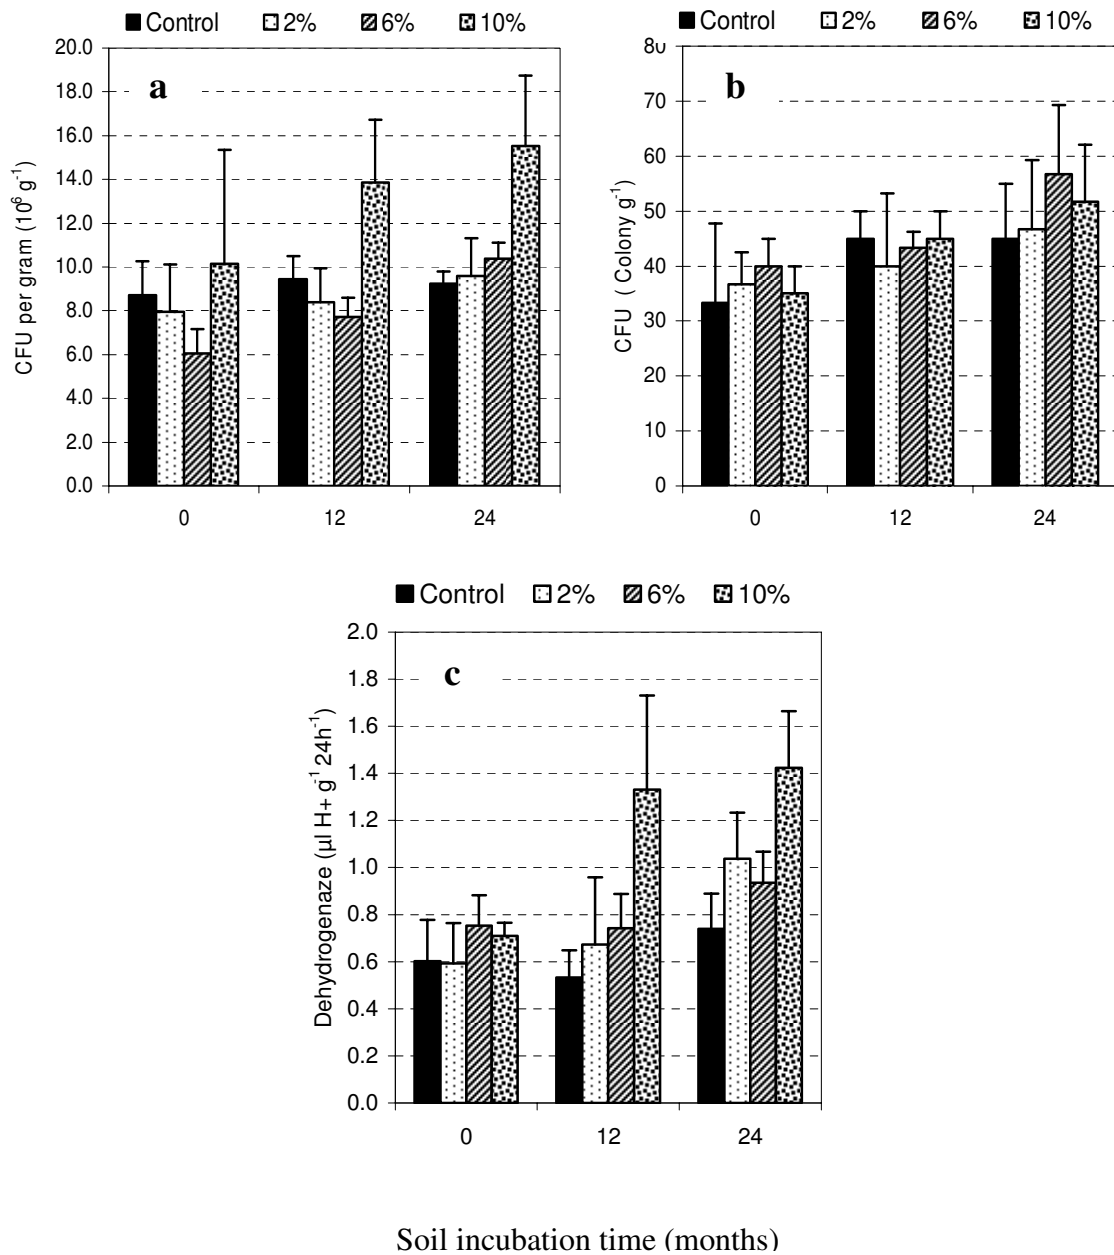 Control 2% 6% 10%
20.0
18.0
16.0
14.0
12.0
10.0
8.0
6.0
4.0
2.0
0.0
CFU per gram (10⁶ g⁻¹)
a
0 12 24
Control 2% 6% 10%
80
70
60
50
40
30
20
10
0
CFU ( Colony g⁻¹)
b
0 12 24
Control 2% 6% 10%
2.0
1.8
1.6
1.4
1.2
1.0
0.8
0.6
0.4
0.2
0.0
Dehydrogenaze (µl H+ g⁻¹ 24h⁻¹)
c
0 12 24
Soil incubation time (months)